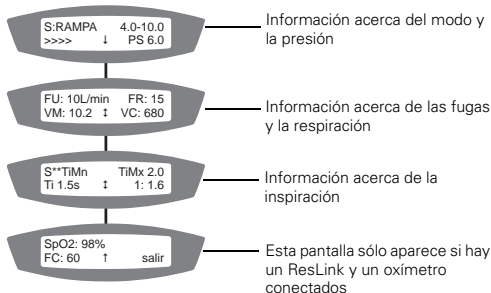 S:RAMPA 4.0-10.0
>>>> ↓ PS 6.0
Información acerca del modo y
la presión
FU: 10L/min FR: 15
VM: 10.2 ↕ VC: 680
Información acerca de las fugas
y la respiración
S**TiMn TiMx 2.0
Ti 1.5s ↕ 1: 1.6
Información acerca de la
inspiración
SpO2: 98%
FC: 60 ↑ salir
Esta pantalla sólo aparece si hay
un ResLink y un oxímetro
conectados